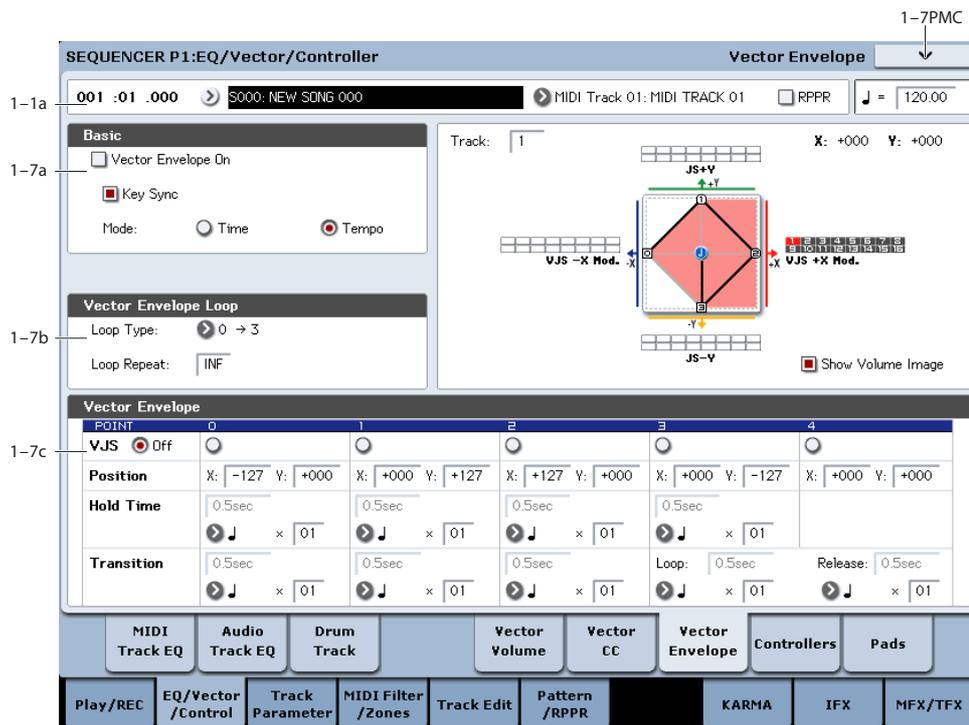 1–7PMC
SEQUENCER P1:EQ/Vector/Controller
Vector Envelope
1–1a
001 :01 .000
S000: NEW SONG 000
MIDI Track 01: MIDI TRACK 01
RPPR
♩ = 120.00
1–7a
Basic
Vector Envelope On
Key Sync
Mode: Time Tempo
Track: 1
X: +000 Y: +000
JS+Y
+Y
1
VJS –X Mod.
-X
0
J
2
+X
1 2 3 4 5 6 7 8
9 10 11 12 13 14 15 16
VJS +X Mod.
3
-Y
JS–Y
Show Volume Image
1–7b
Vector Envelope Loop
Loop Type: 0 → 3
Loop Repeat: INF
1–7c
Vector Envelope
POINT 0 1 2 3 4
VJS Off
Position X: -127 Y: +000 X: +000 Y: +127 X: +127 Y: +000 X: +000 Y: -127 X: +000 Y: +000
Hold Time 0.5sec 0.5sec 0.5sec 0.5sec
♩ × 01 ♩ × 01 ♩ × 01 ♩ × 01
Transition 0.5sec 0.5sec 0.5sec Loop: 0.5sec Release: 0.5sec
♩ × 01 ♩ × 01 ♩ × 01 ♩ × 01 ♩ × 01
MIDI Track EQ
Audio Track EQ
Drum Track
Vector Volume
Vector CC
Vector Envelope
Controllers
Pads
Play/REC
EQ/Vector /Control
Track Parameter
MIDI Filter /Zones
Track Edit
Pattern /RPPR
KARMA
IFX
MFX/TFX